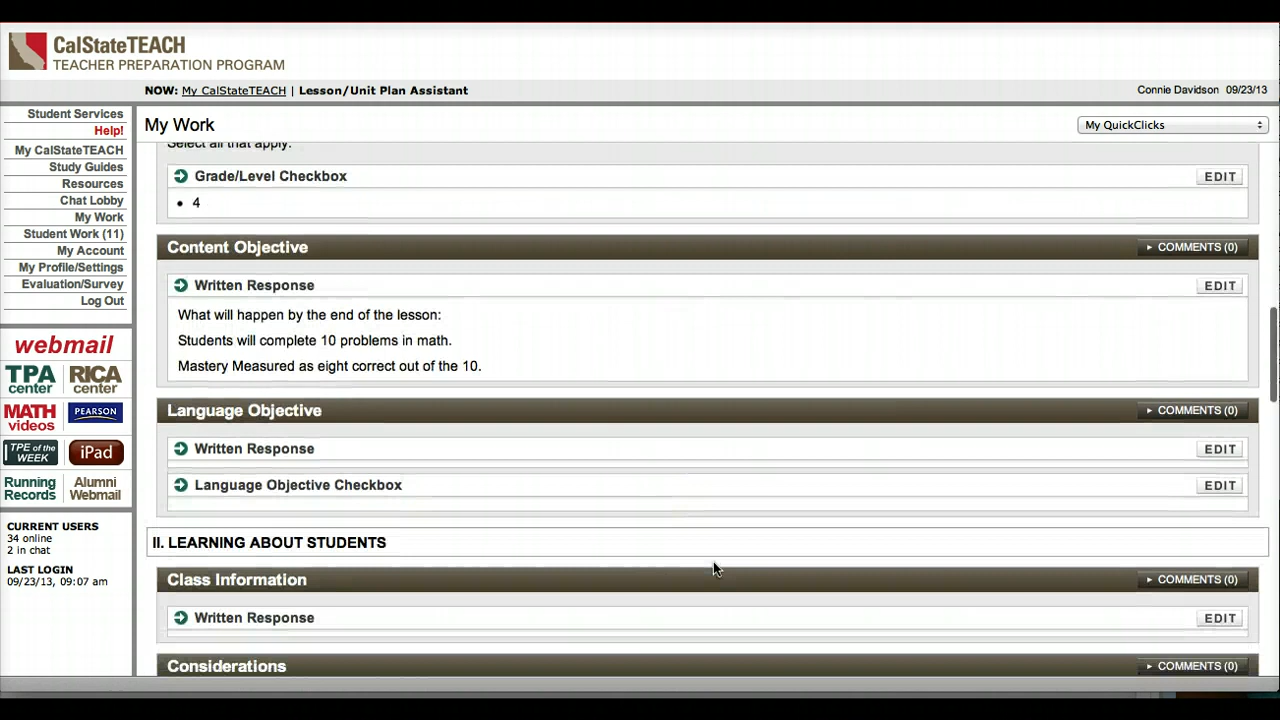 CalStateTEACH
TEACHER PREPARATION PROGRAM
NOW: My CalStateTEACH | Lesson/Unit Plan Assistant
Connie Davidson 09/23/13
Student Services
Help!
My CalStateTEACH
Study Guides
Resources
Chat Lobby
My Work
Student Work (11)
My Account
My Profile/Settings
Evaluation/Survey
Log Out
webmail
TPA center
RICA center
MATH videos
PEARSON
TPE of the WEEK
iPad
Running Records
Alumni Webmail
CURRENT USERS
34 online
2 in chat
LAST LOGIN
09/23/13, 09:07 am
My Work
My QuickClicks
Select all that apply.
Grade/Level Checkbox
EDIT
• 4
Content Objective
COMMENTS (0)
Written Response
EDIT
What will happen by the end of the lesson:
Students will complete 10 problems in math.
Mastery Measured as eight correct out of the 10.
Language Objective
COMMENTS (0)
Written Response
EDIT
Language Objective Checkbox
EDIT
II. LEARNING ABOUT STUDENTS
Class Information
COMMENTS (0)
Written Response
EDIT
Considerations
COMMENTS (0)